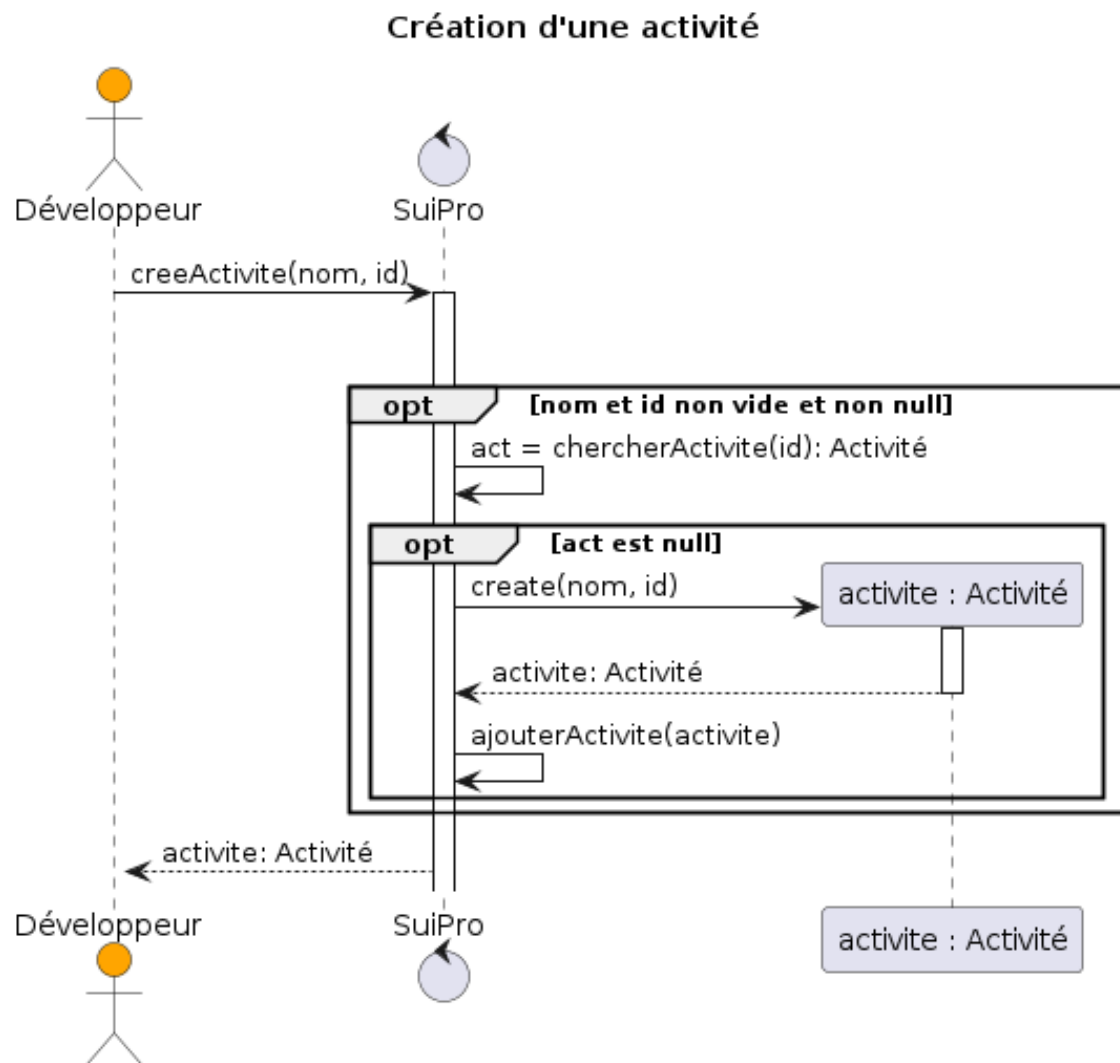 Création d'une activité
Développeur
SuiPro
creeActivite(nom, id)
opt [nom et id non vide et non null]
act = chercherActivite(id): Activité
opt [act est null]
create(nom, id)
activite : Activité
activite: Activité
ajouterActivite(activite)
activite: Activité
Développeur
SuiPro
activite : Activité